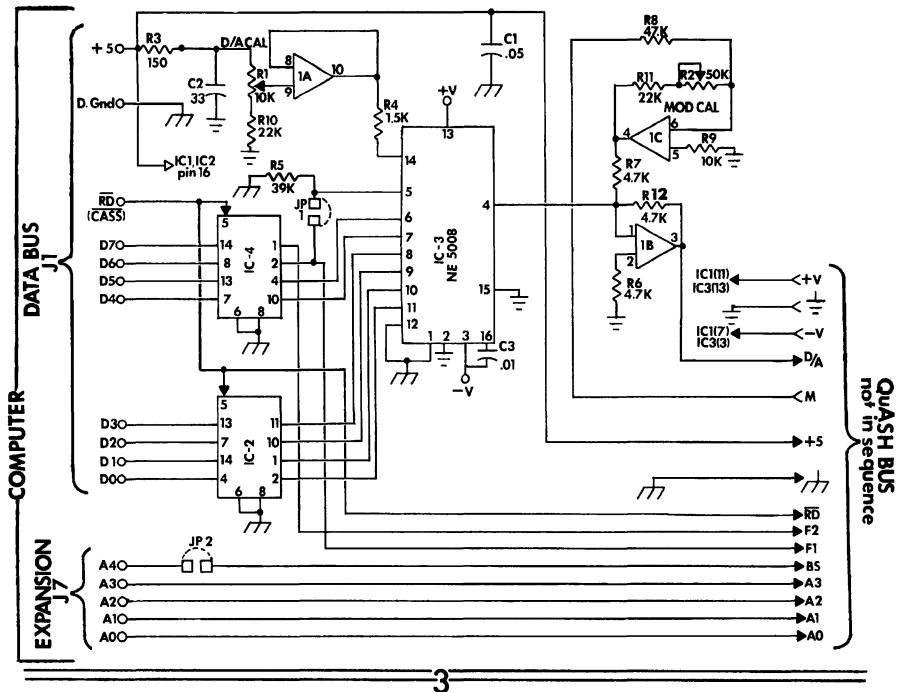 COMPUTER
DATA BUS
J1
EXPANSION
J7
+5
R3
150
D/A CAL
C2
33
R1
10K
R10
22K
8
9
1A
10
R4
1.5K
C1
.05
D. Gnd
IC1, IC2
pin 16
R5
39K
JP
1
+V
13
14
5
6
7
8
9
10
11
12
IC-3
NE 5008
4
15
1
2
3
16
C3
.01
-V
R8
47K
R11
22K
R2
50K
MOD CAL
4
1C
6
5
R9
10K
R7
4.7K
R12
4.7K
1
2
1B
3
R6
4.7K
RD
(CASS)
D7
D6
D5
D4
5
14
8
13
7
IC-4
1
2
4
10
6
8
D3
D2
D1
D0
5
13
7
14
4
IC-2
11
10
1
2
6
8
IC1(11)
IC3(13)
+V
IC1(7)
IC3(3)
-V
D/A
M
+5
RD
F2
F1
BS
A3
A2
A1
A0
QuASH BUS
not in sequence
JP 2
A4
A3
A2
A1
A0
3